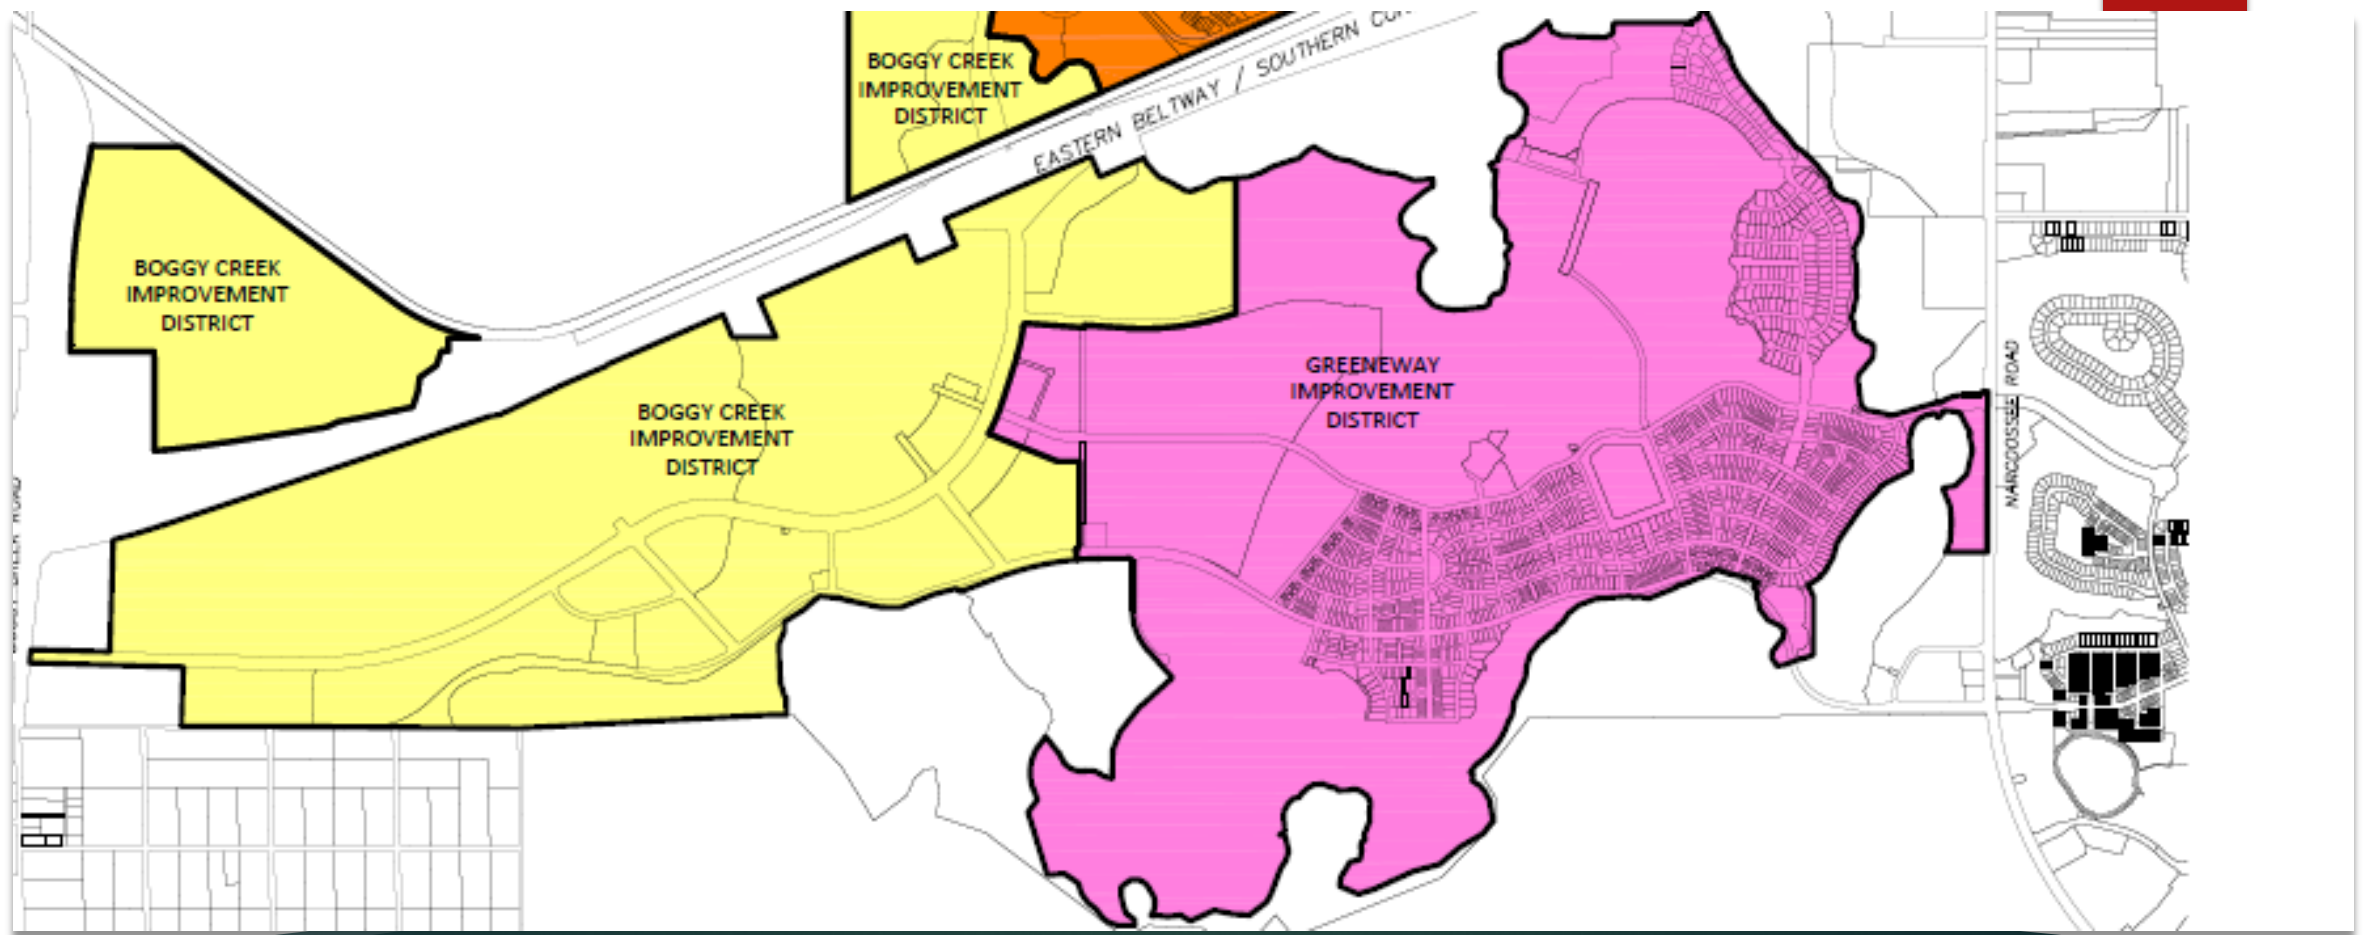 BOGGY CREEK
IMPROVEMENT
DISTRICT
EASTERN BELTWAY / SOUTHERN
BOGGY CREEK
IMPROVEMENT
DISTRICT
BOGGY CREEK
IMPROVEMENT
DISTRICT
GREENEWAY
IMPROVEMENT
DISTRICT
NARCOOSSEE ROAD
ROAD